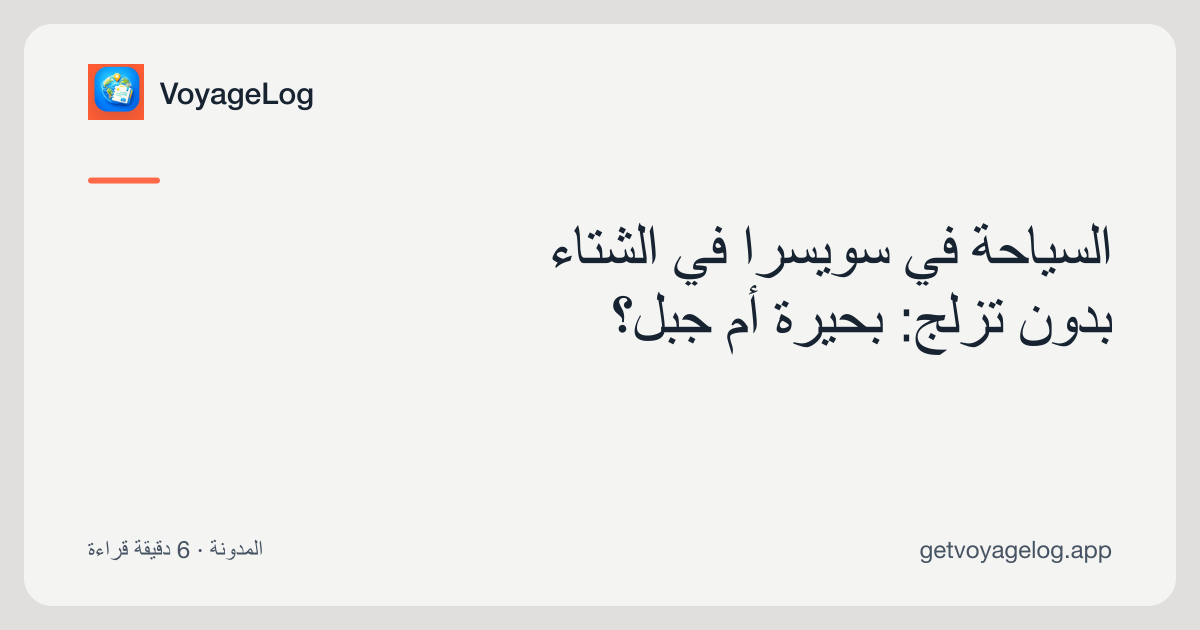 VoyageLog
السياحة في سويسرا في الشتاء
بدون تزلج: بحيرة أم جبل؟
المدونة · 6 دقيقة قراءة
getvoyagelog.app